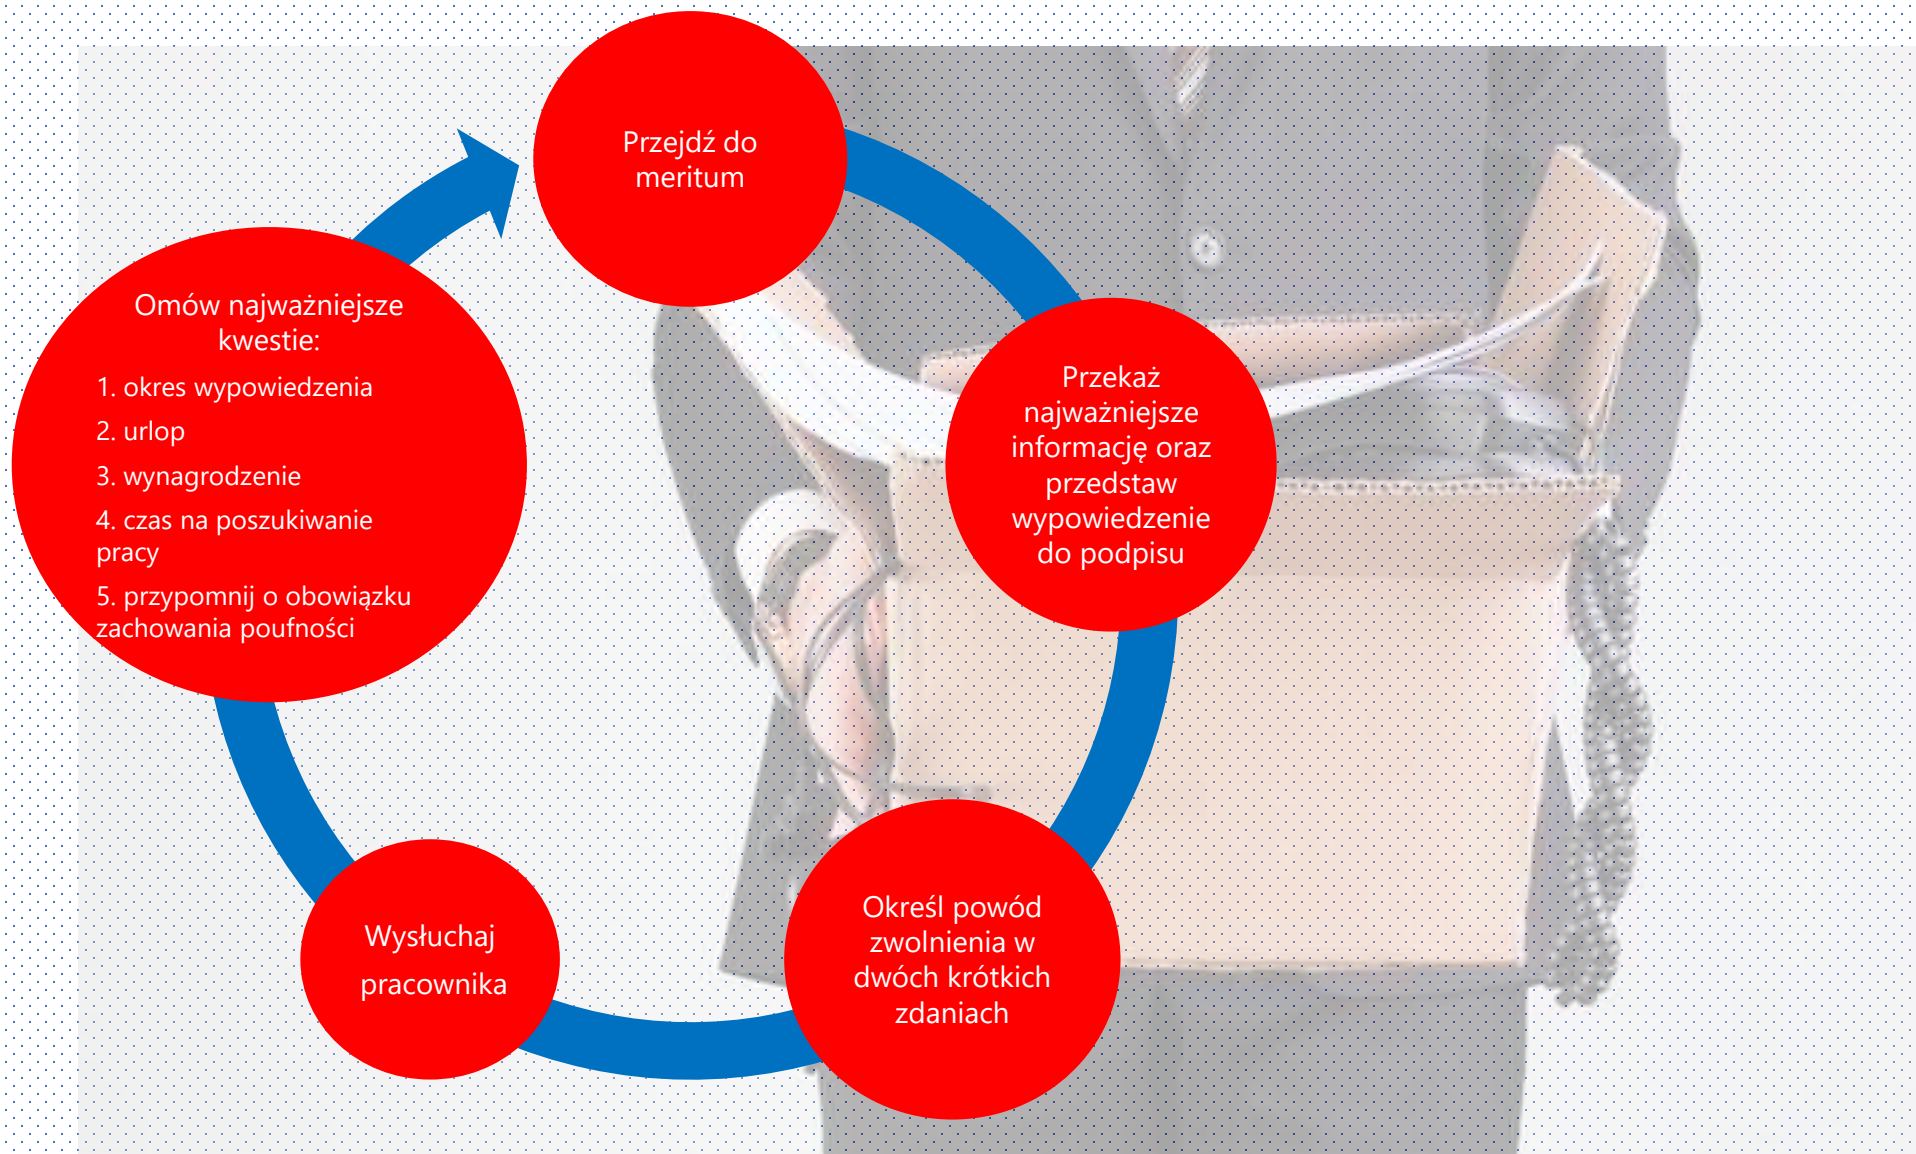 Przejdź do
meritum
Przekaż
najważniejsze
informację oraz
przedstaw
wypowiedzenie
do podpisu
Określ powód
zwolnienia w
dwóch krótkich
zdaniach
Wysłuchaj
pracownika
Omów najważniejsze
kwestie:
1. okres wypowiedzenia
2. urlop
3. wynagrodzenie
4. czas na poszukiwanie
pracy
5. przypomnij o obowiązku
zachowania poufności